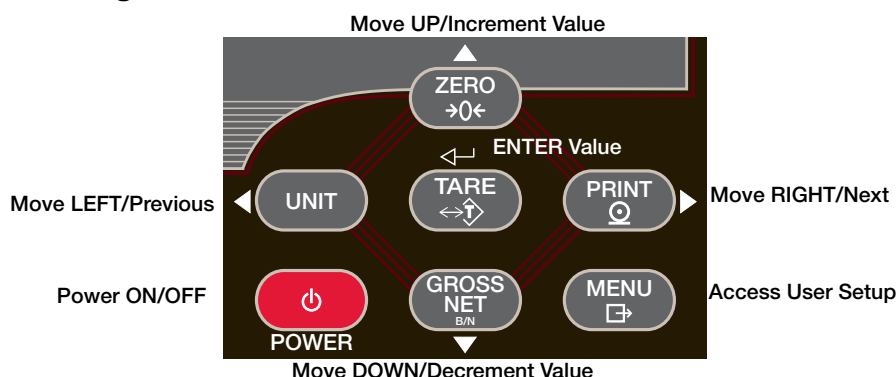 Move UP/Increment Value
ZERO
→0←
ENTER Value
Move LEFT/Previous
UNIT
TARE
↔T
PRINT
Move RIGHT/Next
Power ON/OFF
GROSS
NET
B/N
MENU
Access User Setup
POWER
Move DOWN/Decrement Value